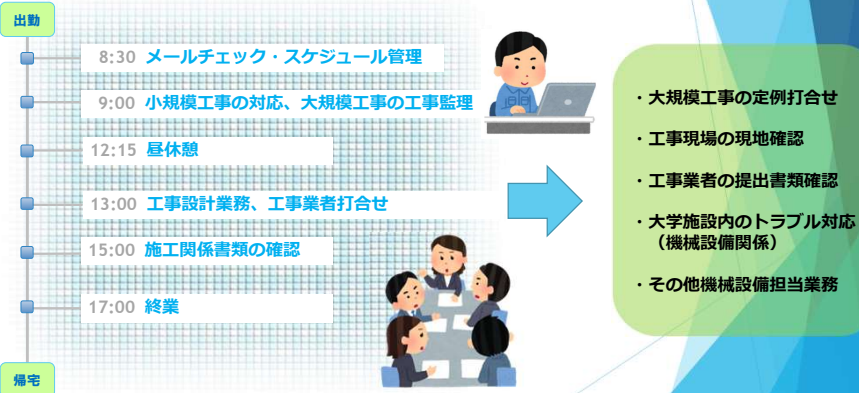 出勤
8:30 メールチェック・スケジュール管理
9:00 小規模工事の対応、大規模工事の工事監理
12:15 昼休憩
13:00 工事設計業務、工事業者打合せ
15:00 施工関係書類の確認
17:00 終業
帰宅
・大規模工事の定例打合せ
・工事現場の現地確認
・工事業者の提出書類確認
・大学施設内のトラブル対応
（機械設備関係）
・その他機械設備担当業務